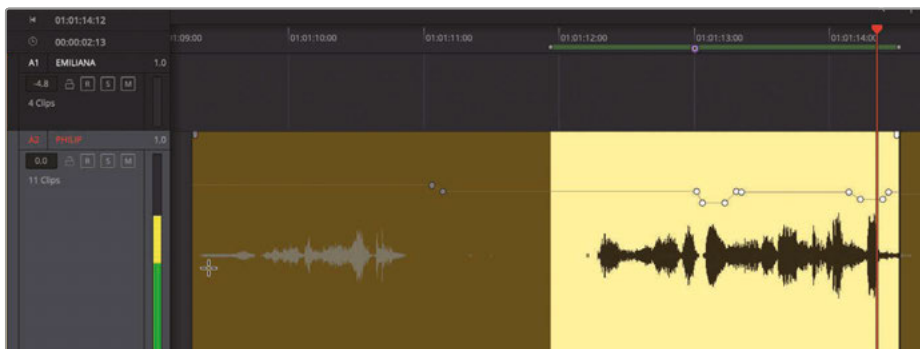 01:01:14:12
00:00:02:13
01:09:00
01:01:10:00
01:01:11:00
01:01:12:00
01:01:13:00
01:01:14:00
A1 EMILIANA 1.0
-4.8 R S M
4 Clips
A2 PHILIP 1.0
0.0 R S M
11 Clips